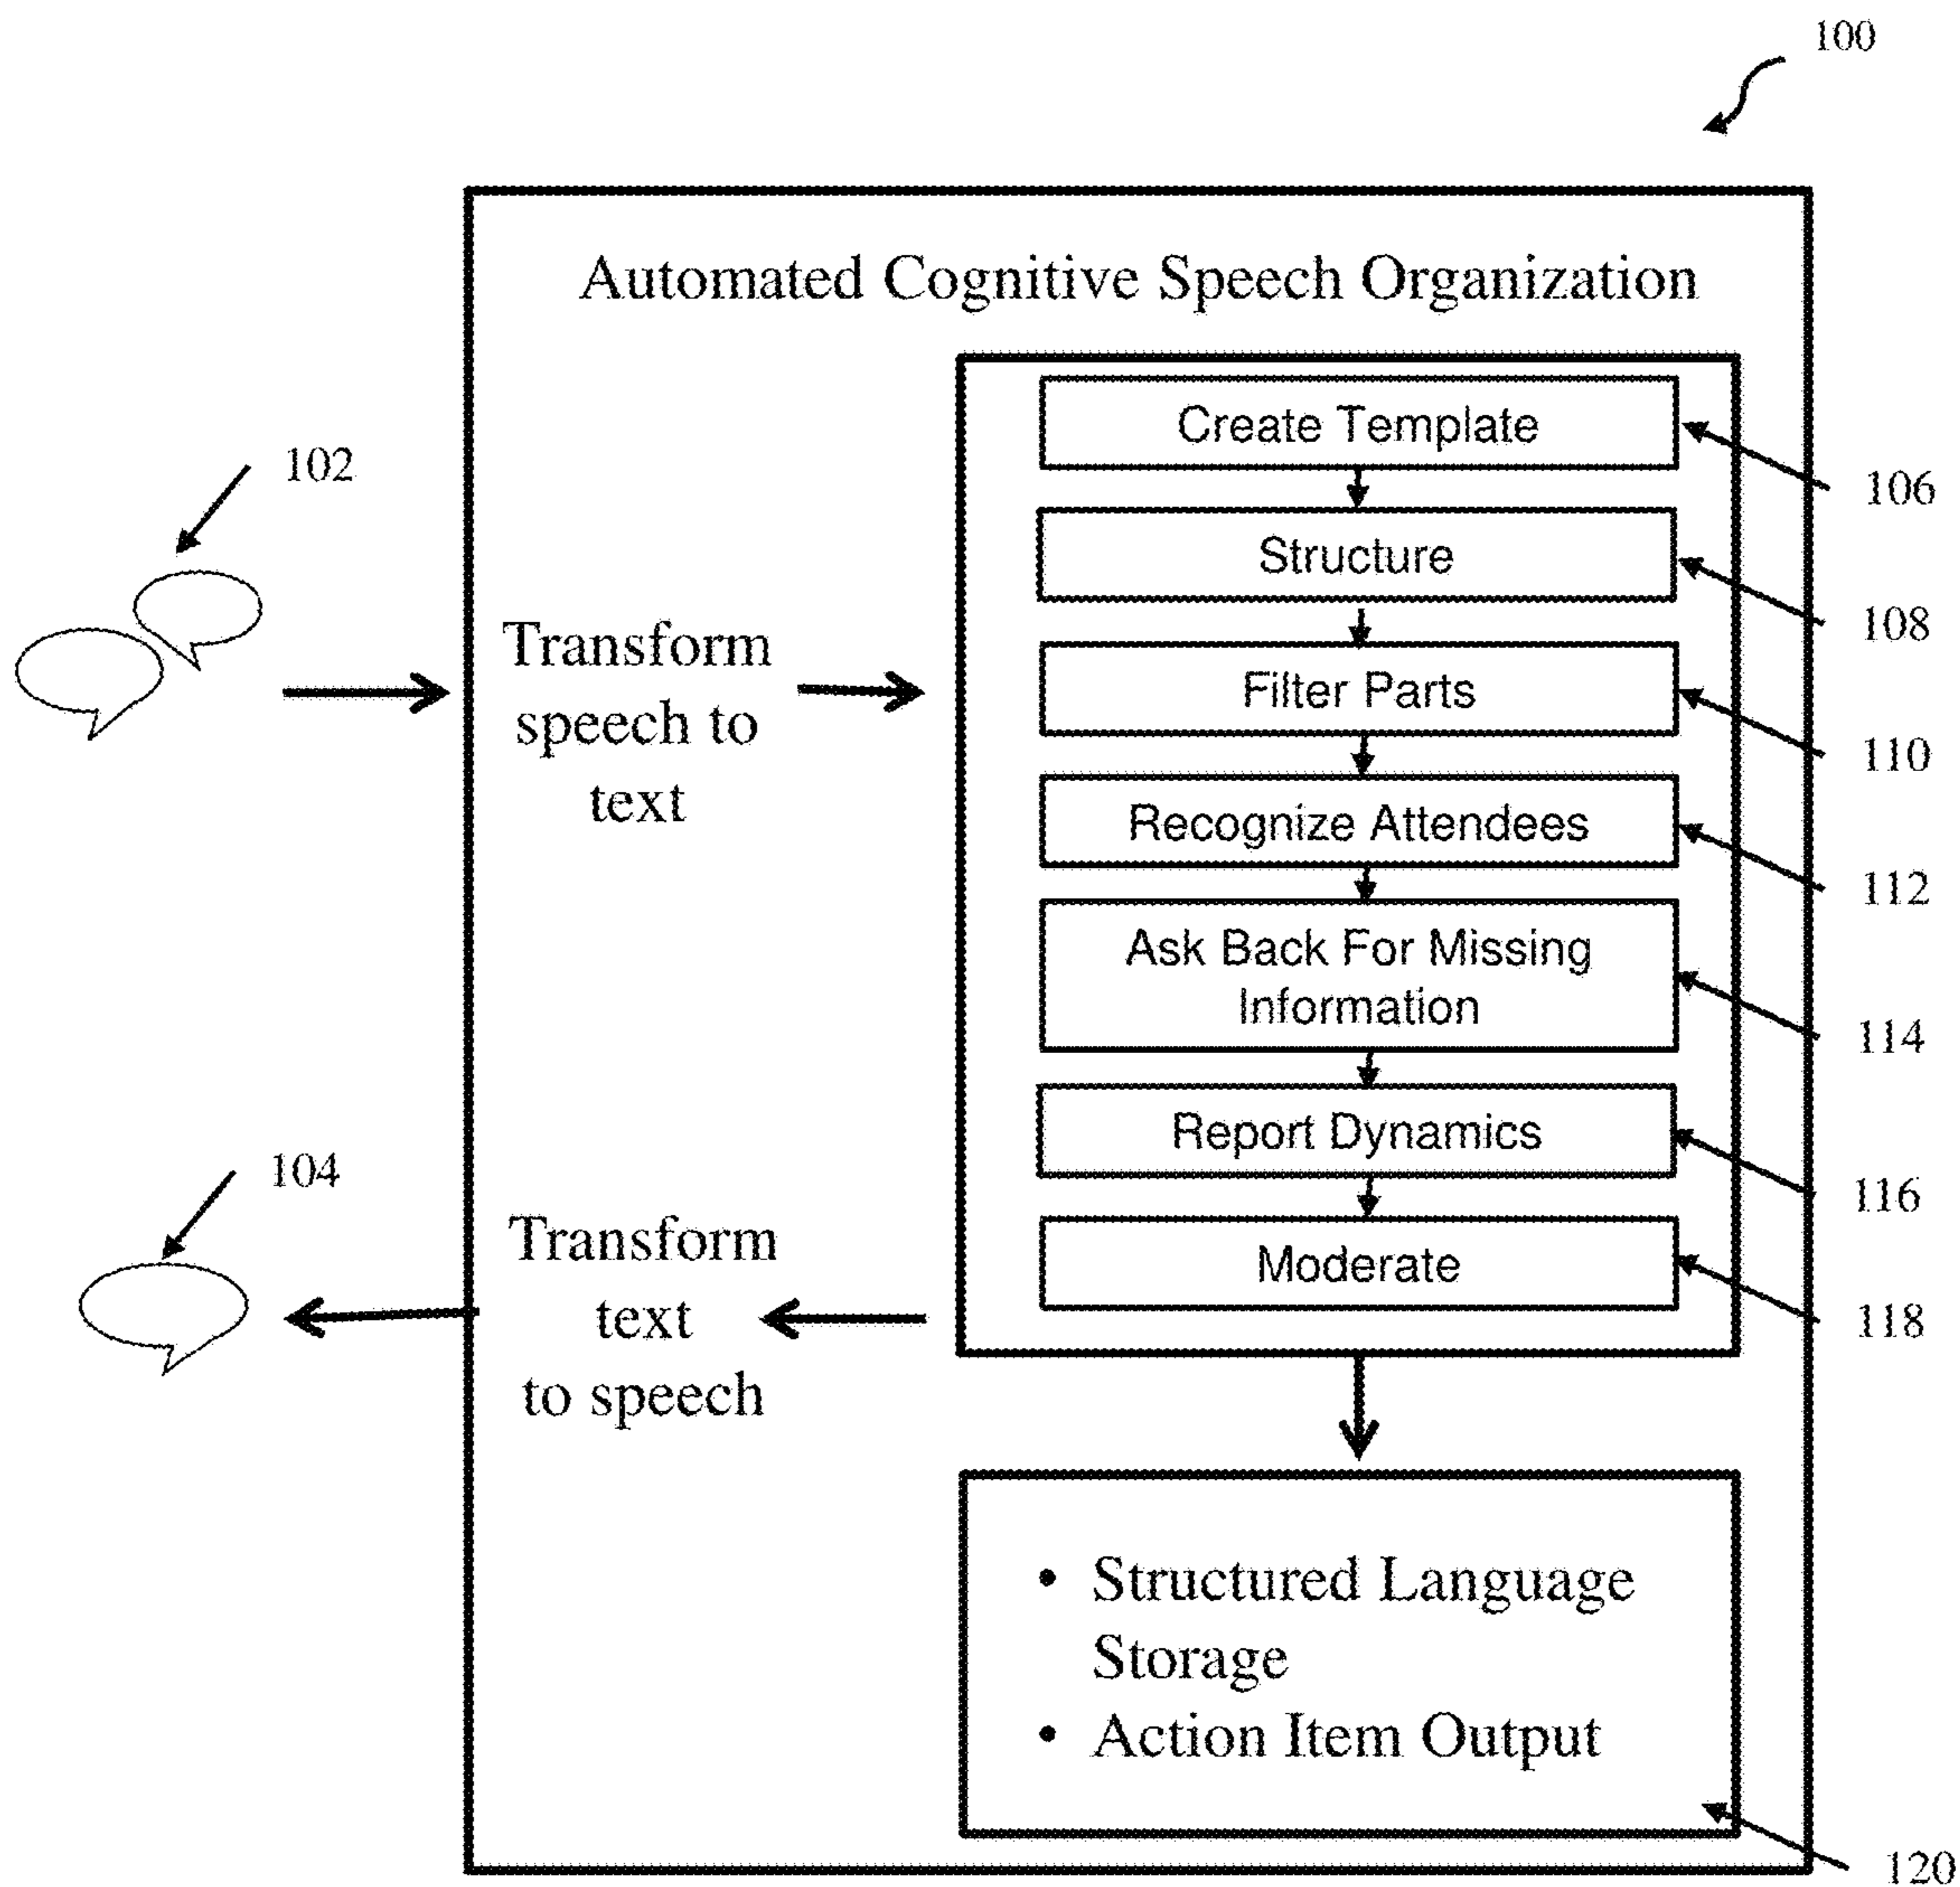 100
Automated Cognitive Speech Organization
Create Template
102
106
Structure
108
Transform
speech to
text
Filter Parts
110
Recognize Attendees
112
Ask Back For Missing
Information
114
Report Dynamics
104
116
Transform
text
to speech
Moderate
118
• Structured Language
Storage
• Action Item Output
120